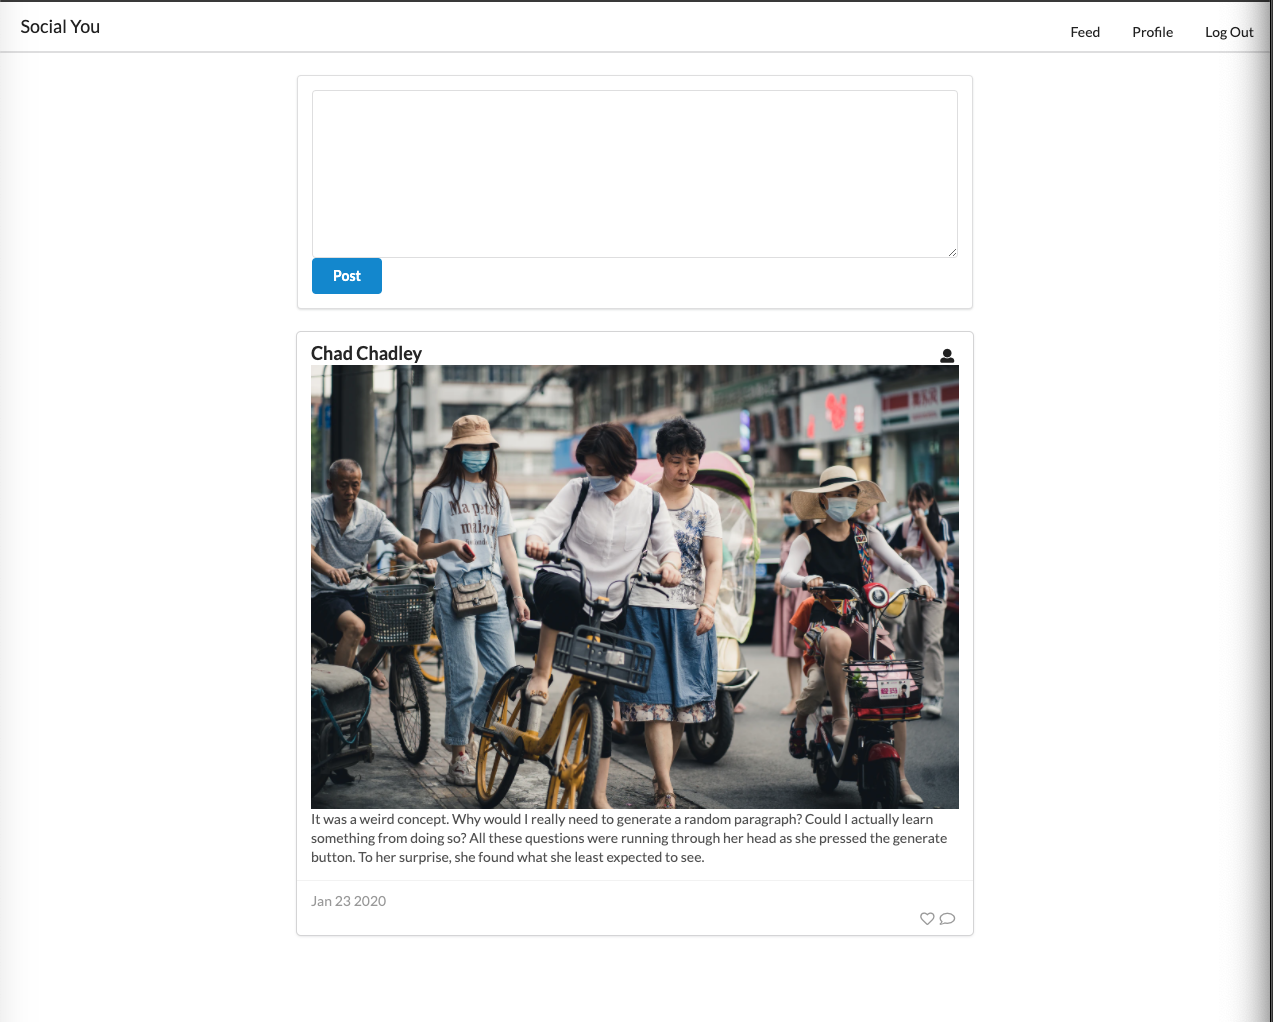 Social You
Feed Profile Log Out
Post
Chad Chadley
It was a weird concept. Why would I really need to generate a random paragraph? Could I actually learn
something from doing so? All these questions were running through her head as she pressed the generate
button. To her surprise, she found what she least expected to see.
Jan 23 2020